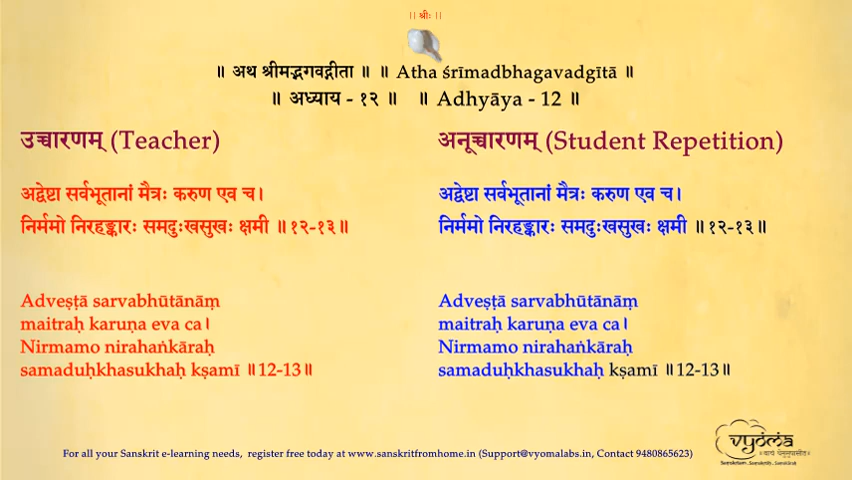 ॥ श्रीः ॥
॥ अथ श्रीमद्भगवद्गीता ॥ ॥ Atha śrīmadbhagavadgītā ॥
॥ अध्याय - १२ ॥ ॥ Adhyāya - 12 ॥
उच्चारणम् (Teacher)
अद्वेष्टा सर्वभूतानां मैत्रः करुण एव च।
निर्ममो निरहङ्कारः समदुःखसुखः क्षमी ॥१२-१३॥
Adveṣṭā sarvabhūtānāṃ
maitraḥ karuṇa eva ca।
Nirmamo nirahaṅkāraḥ
samaduḥkhasukhaḥ kṣamī ॥12-13॥
अनूच्चारणम् (Student Repetition)
अद्वेष्टा सर्वभूतानां मैत्रः करुण एव च।
निर्ममो निरहङ्कारः समदुःखसुखः क्षमी ॥१२-१३॥
Adveṣṭā sarvabhūtānāṃ
maitraḥ karuṇa eva ca।
Nirmamo nirahaṅkāraḥ
samaduḥkhasukhaḥ kṣamī ॥12-13॥
For all your Sanskrit e-learning needs, register free today at www.sanskritfromhome.in (Support@vyomalabs.in, Contact 9480865623)
vyoma